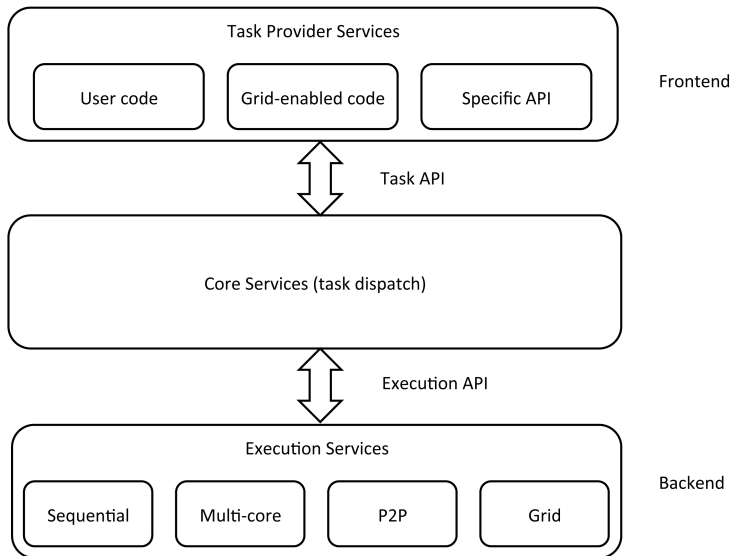 Task Provider Services
User code
Grid-enabled code
Specific API
Frontend
Task API
Core Services (task dispatch)
Execution API
Execution Services
Sequential
Multi-core
P2P
Grid
Backend